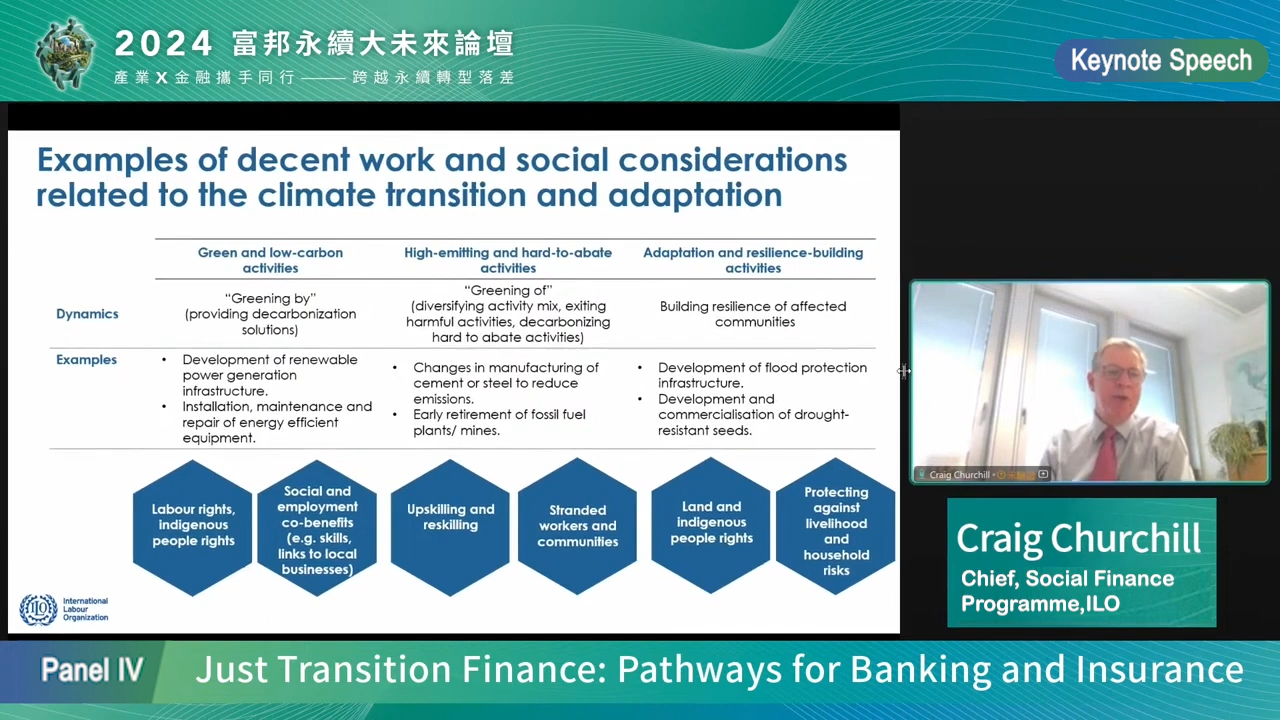 2024 富邦永續大未來論壇
產業 X 金融攜手同行 —— 跨越永續轉型落差
Keynote Speech
Examples of decent work and social considerations
related to the climate transition and adaptation
Green and low-carbon
activities
High-emitting and hard-to-abate
activities
Adaptation and resilience-building
activities
Dynamics
“Greening by”
(providing decarbonization
solutions)
“Greening of”
(diversifying activity mix, exiting
harmful activities, decarbonizing
hard to abate activities)
Building resilience of affected
communities
Examples
• Development of renewable
power generation
infrastructure.
• Installation, maintenance and
repair of energy efficient
equipment.
• Changes in manufacturing of
cement or steel to reduce
emissions.
• Early retirement of fossil fuel
plants/ mines.
• Development of flood protection
infrastructure.
• Development and
commercialisation of drought-
resistant seeds.
Labour rights,
indigenous
people rights
Social and
employment
co-benefits
(e.g. skills,
links to local
businesses)
Upskilling and
reskilling
Stranded
workers and
communities
Land and
indigenous
people rights
Protecting
against
livelihood
and
household
risks
ILO
International
Labour
Organization
Craig Churchill
Craig Churchill
Chief, Social Finance
Programme,ILO
Panel IV
Just Transition Finance: Pathways for Banking and Insurance